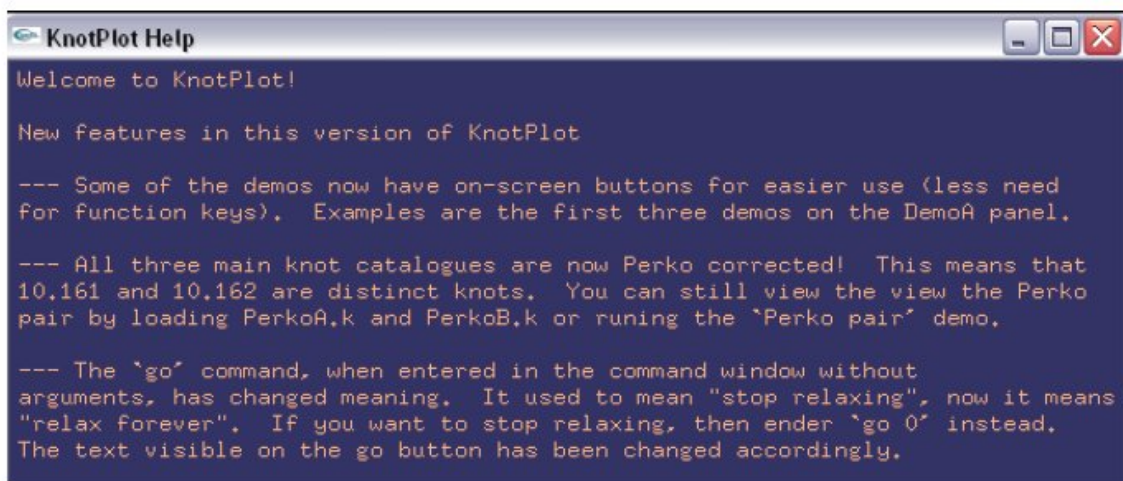 KnotPlot Help
Welcome to KnotPlot!
New features in this version of KnotPlot
--- Some of the demos now have on-screen buttons for easier use (less need
for function keys). Examples are the first three demos on the DemoA panel.
--- All three main knot catalogues are now Perko corrected! This means that
10.161 and 10.162 are distinct knots. You can still view the view the Perko
pair by loading PerkoA.k and PerkoB.k or runing the `Perko pair´ demo.
--- The `go´ command, when entered in the command window without
arguments, has changed meaning. It used to mean "stop relaxing", now it means
"relax forever". If you want to stop relaxing, then ender `go 0´ instead.
The text visible on the go button has been changed accordingly.